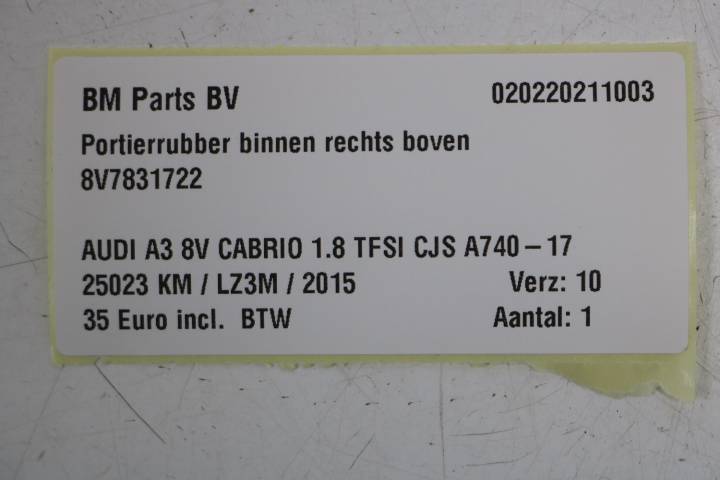 BM Parts BV 020220211003
Portierrubber binnen rechts boven
8V7831722
AUDI A3 8V CABRIO 1.8 TFSI CJS A740 – 17
25023 KM / LZ3M / 2015 Verz: 10
35 Euro incl. BTW Aantal: 1